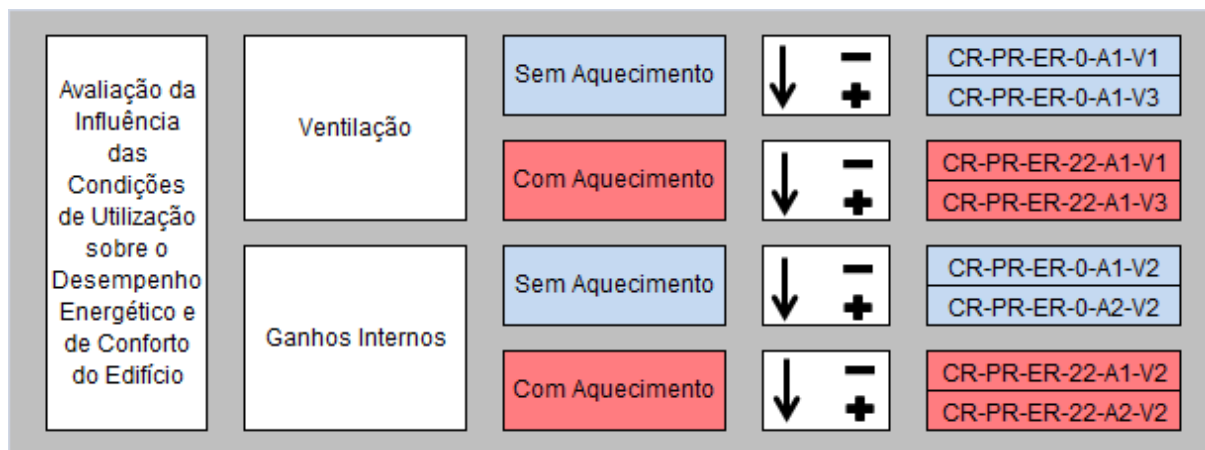 Avaliação da
Influência
das
Condições
de Utilização
sobre o
Desempenho
Energético e
de Conforto
do Edifício
Ventilação
Sem Aquecimento
CR-PR-ER-0-A1-V1
CR-PR-ER-0-A1-V3
Com Aquecimento
CR-PR-ER-22-A1-V1
CR-PR-ER-22-A1-V3
Ganhos Internos
Sem Aquecimento
CR-PR-ER-0-A1-V2
CR-PR-ER-0-A2-V2
Com Aquecimento
CR-PR-ER-22-A1-V2
CR-PR-ER-22-A2-V2